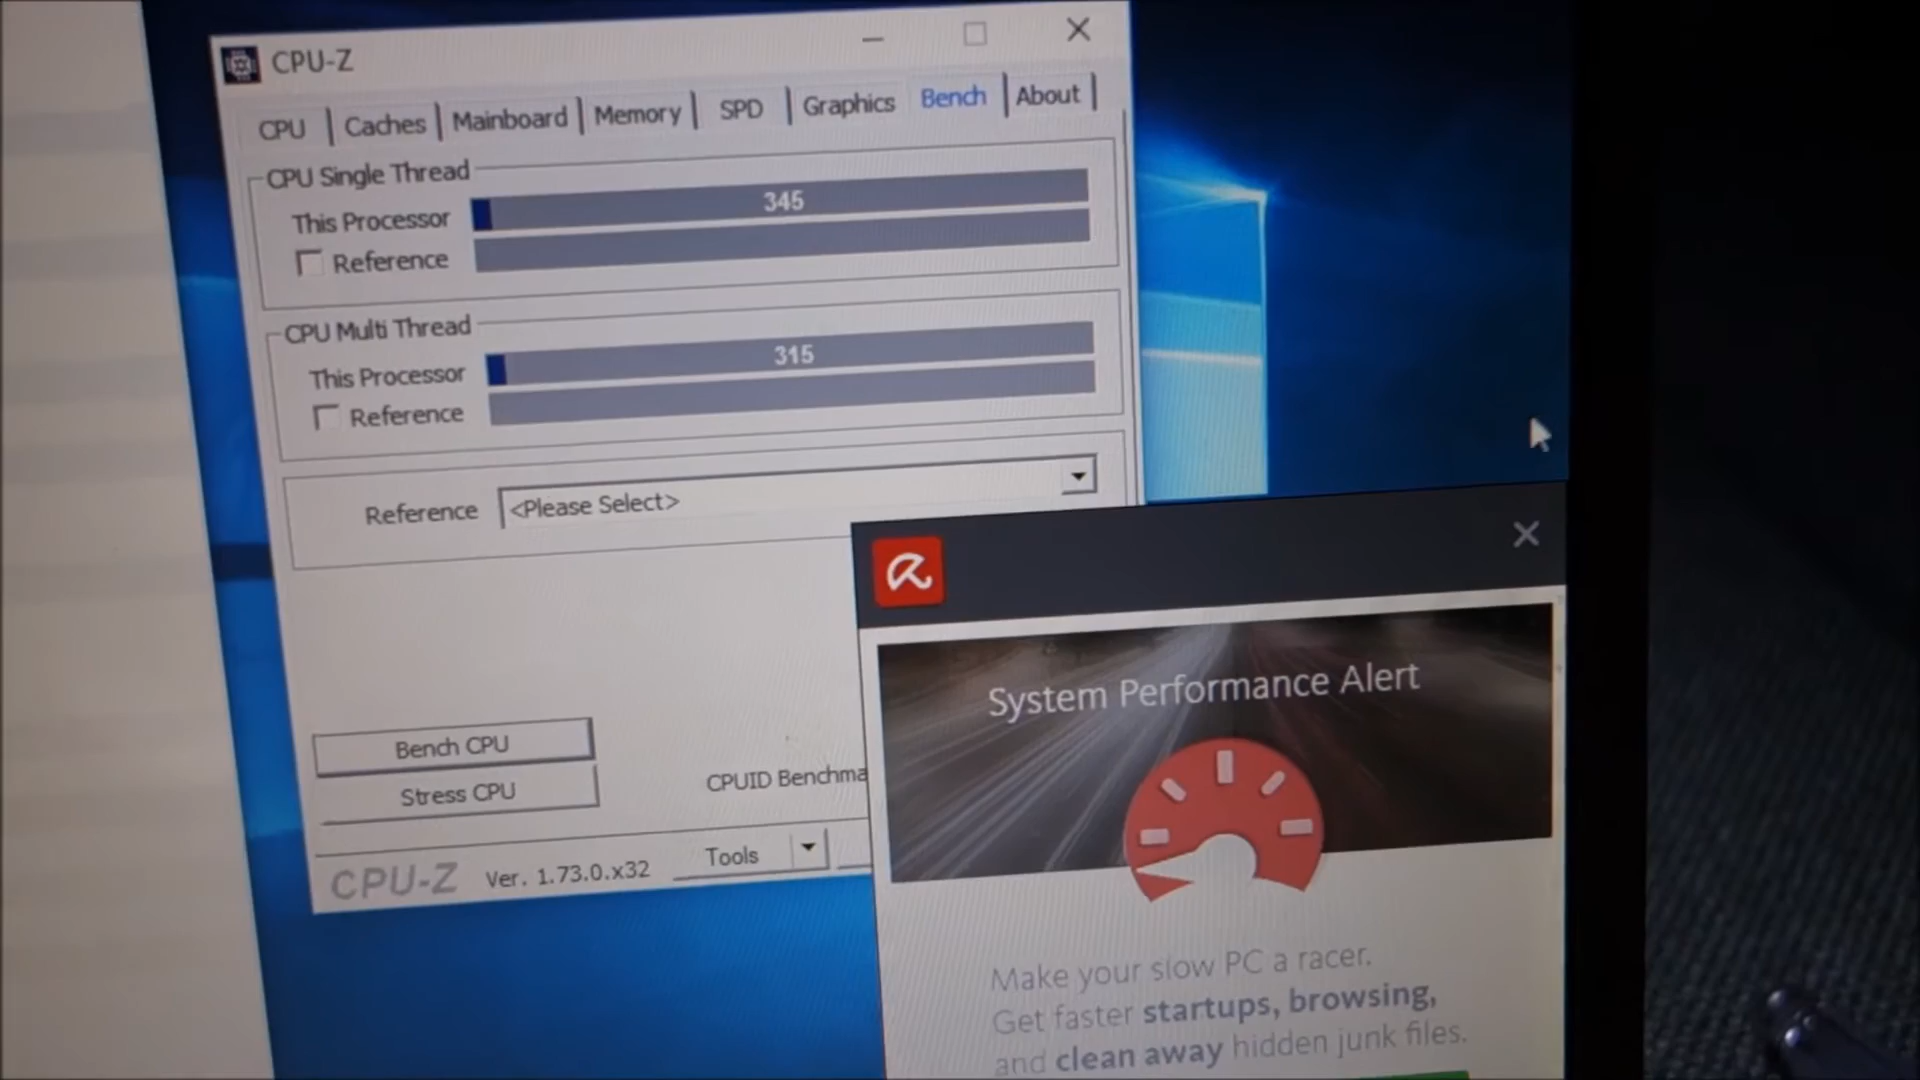 CPU-Z
CPU Caches Mainboard Memory SPD Graphics Bench About
CPU Single Thread
This Processor 345
Reference
CPU Multi Thread
This Processor 315
Reference
Reference <Please Select>
Bench CPU
Stress CPU
CPUID Benchma
CPU-Z Ver. 1.73.0.x32 Tools
System Performance Alert
Make your slow PC a racer.
Get faster startups, browsing,
and clean away hidden junk files.